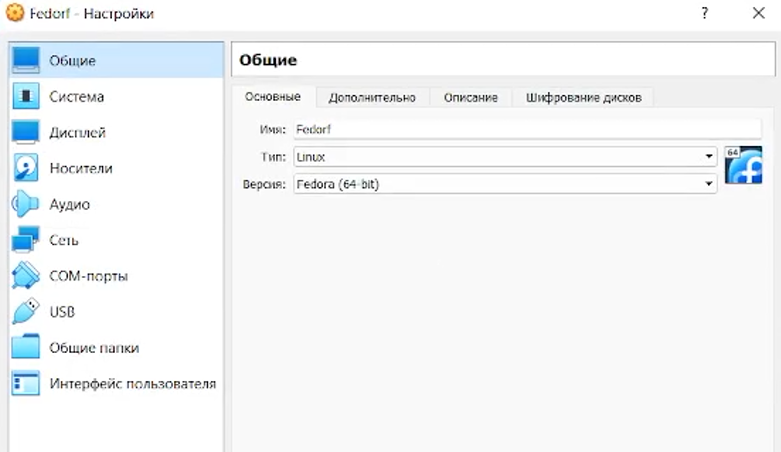 Fedorf - Настройки
?
Общие
Система
Дисплей
Носители
Аудио
Сеть
COM-порты
USB
Общие папки
Интерфейс пользователя
Общие
Основные Дополнительно Описание Шифрование дисков
Имя: Fedorf
Тип: Linux
64
Версия: Fedora (64-bit)